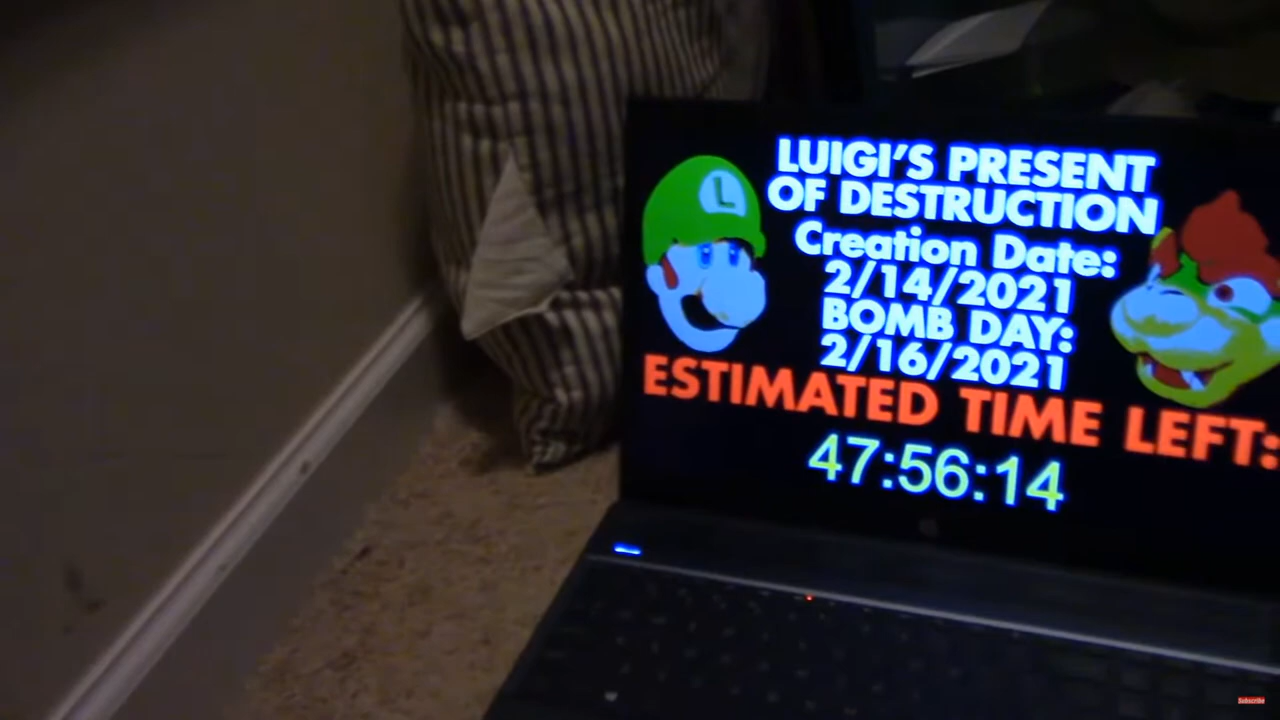 L
LUIGI'S PRESENT
OF DESTRUCTION
Creation Date:
2/14/2021
BOMB DAY:
2/16/2021
ESTIMATED TIME LEFT:
47:56:14
Subscribe